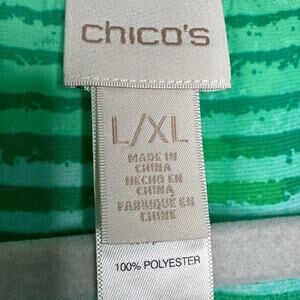 chico's
L/XL
MADE IN
CHINA
HECHO EN
CHINA
FABRIQUE EN
CHINE
100% POLYESTER